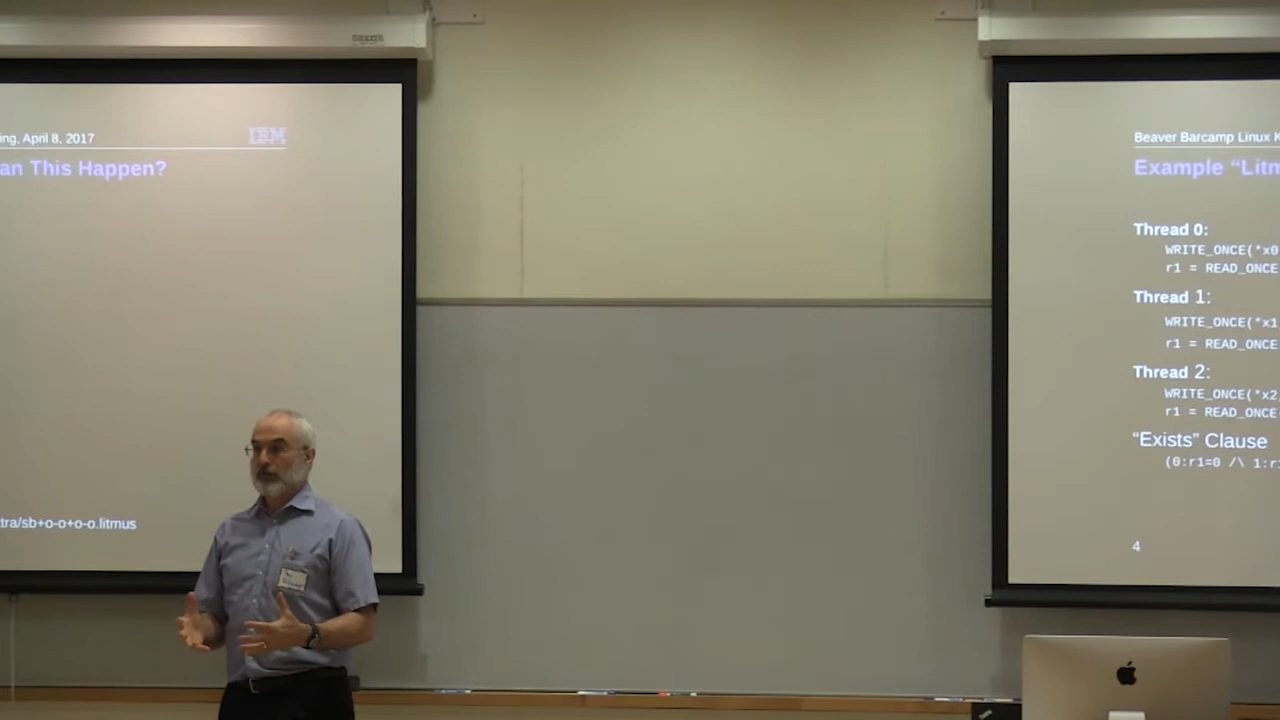 ing, April 8, 2017
IBM
an This Happen?
tra/sb+o-o+o-o.litmus
Beaver Barcamp Linux K
Example “Litm
Thread 0:
WRITE_ONCE(*x0
r1 = READ_ONCE
Thread 1:
WRITE_ONCE(*x1
r1 = READ_ONCE
Thread 2:
WRITE_ONCE(*x2,
r1 = READ_ONCE
“Exists” Clause
(0:r1=0 /\ 1:r1
4